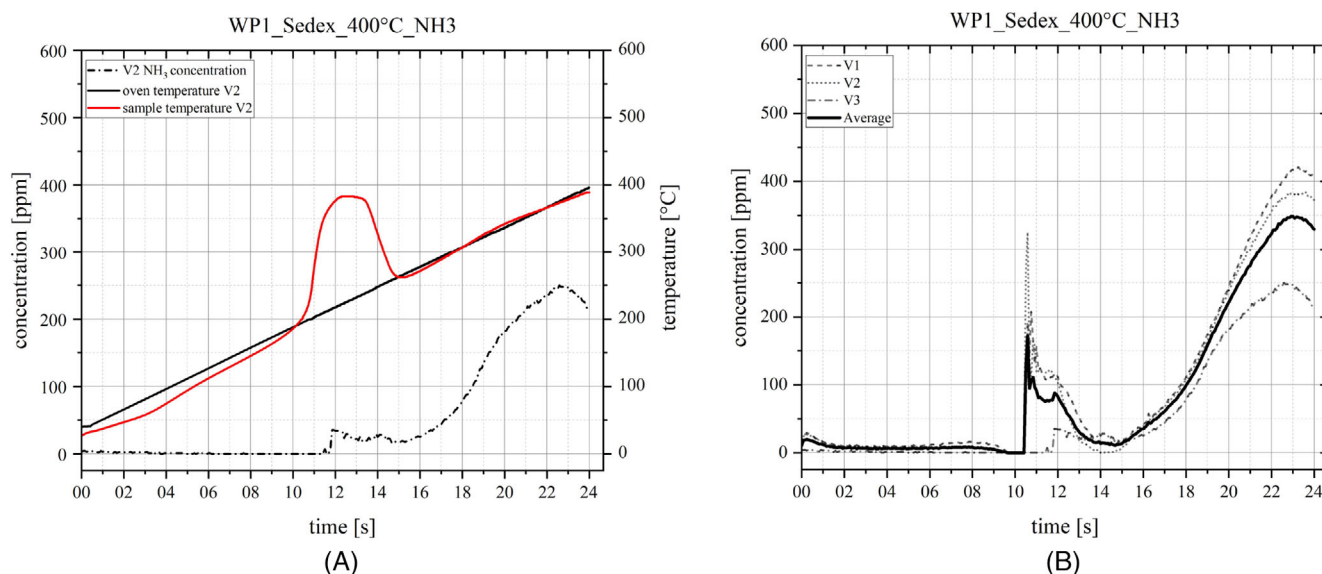 WP1_Sedex_400°C_NH3
600
500
400
300
200
100
0
concentration [ppm]
V2 NH₃ concentration
oven temperature V2
sample temperature V2
600
500
400
300
200
100
0
temperature [°C]
00 02 04 06 08 10 12 14 16 18 20 22 24
time [s]
(A)
WP1_Sedex_400°C_NH3
600
500
400
300
200
100
0
concentration [ppm]
V1
V2
V3
Average
00 02 04 06 08 10 12 14 16 18 20 22 24
time [s]
(B)